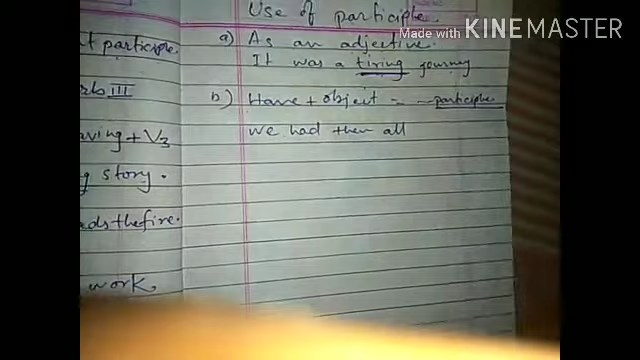 Use of participle.
Made with KINEMASTER
t participle.
a) As an adjective.
It was a tiring journey
III
b) Have + object = participle
aving + V3
We had them all
g story.
ds the fire.
work.